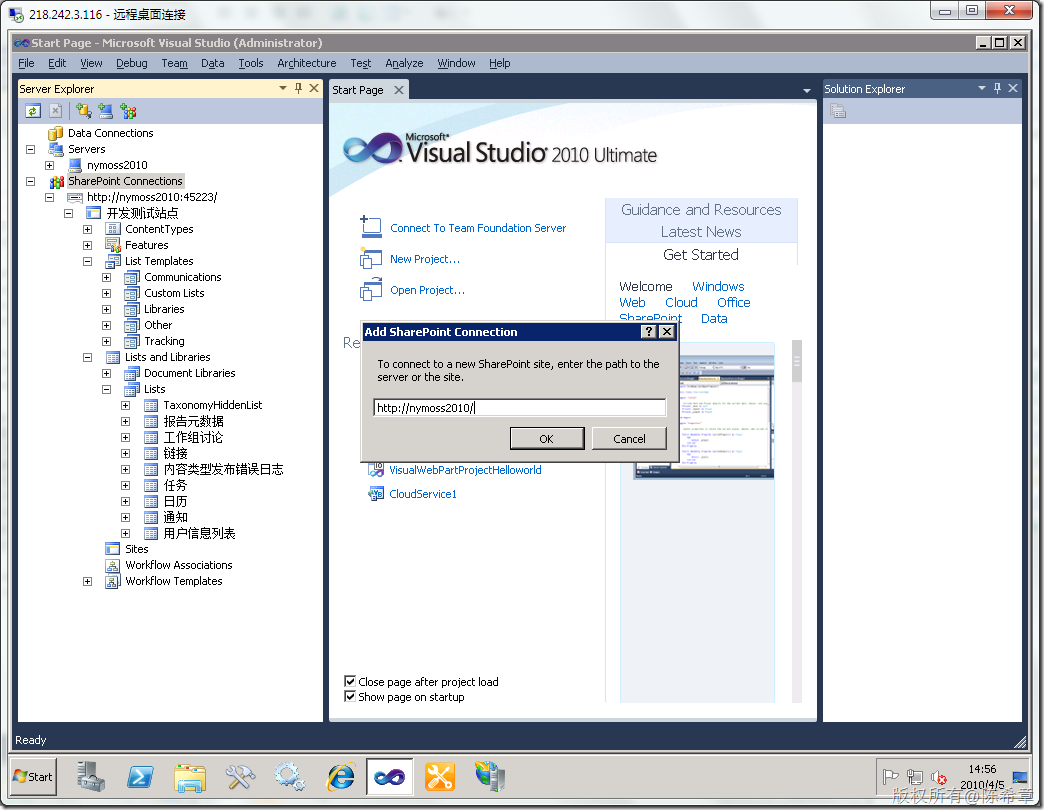 218.242.3.116 - 远程桌面连接
Start Page - Microsoft Visual Studio (Administrator)
File Edit View Debug Team Data Tools Architecture Test Analyze Window Help
Server Explorer
Data Connections
Servers
nymoss2010
SharePoint Connections
http://nymoss2010:45223/
开发测试站点
ContentTypes
Features
List Templates
Communications
Custom Lists
Libraries
Other
Tracking
Lists and Libraries
Document Libraries
Lists
TaxonomyHiddenList
报告元数据
工作组讨论
链接
内容类型发布错误日志
任务
日历
通知
用户信息列表
Sites
Workflow Associations
Workflow Templates
Start Page
Microsoft®
Visual Studio® 2010 Ultimate
Connect To Team Foundation Server
New Project...
Open Project...
Re
Guidance and Resources
Latest News
Get Started
Welcome Windows
Web Cloud Office
SharePoint Data
Add SharePoint Connection
To connect to a new SharePoint site, enter the path to the
server or the site.
http://nymoss2010/
OK Cancel
VisualWebPartProjectHelloworld
CloudService1
Close page after project load
Show page on startup
Solution Explorer
Ready
Start
14:56
2010/4/5
版权所有@陈希章